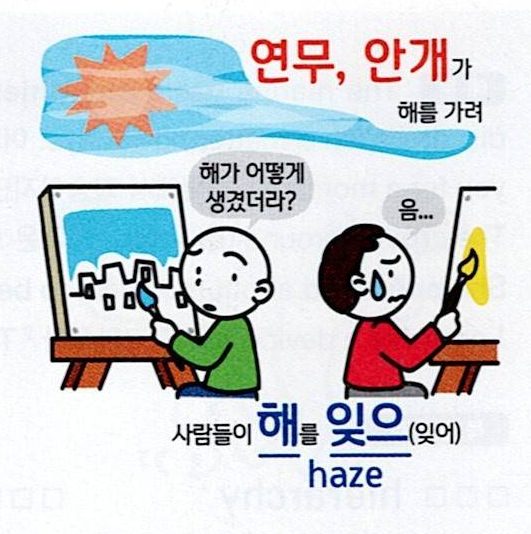 연무, 안개가
해를 가려
해가 어떻게
생겼더라?
음...
사람들이 해를 잊으(잊어)
haze
hierarchy